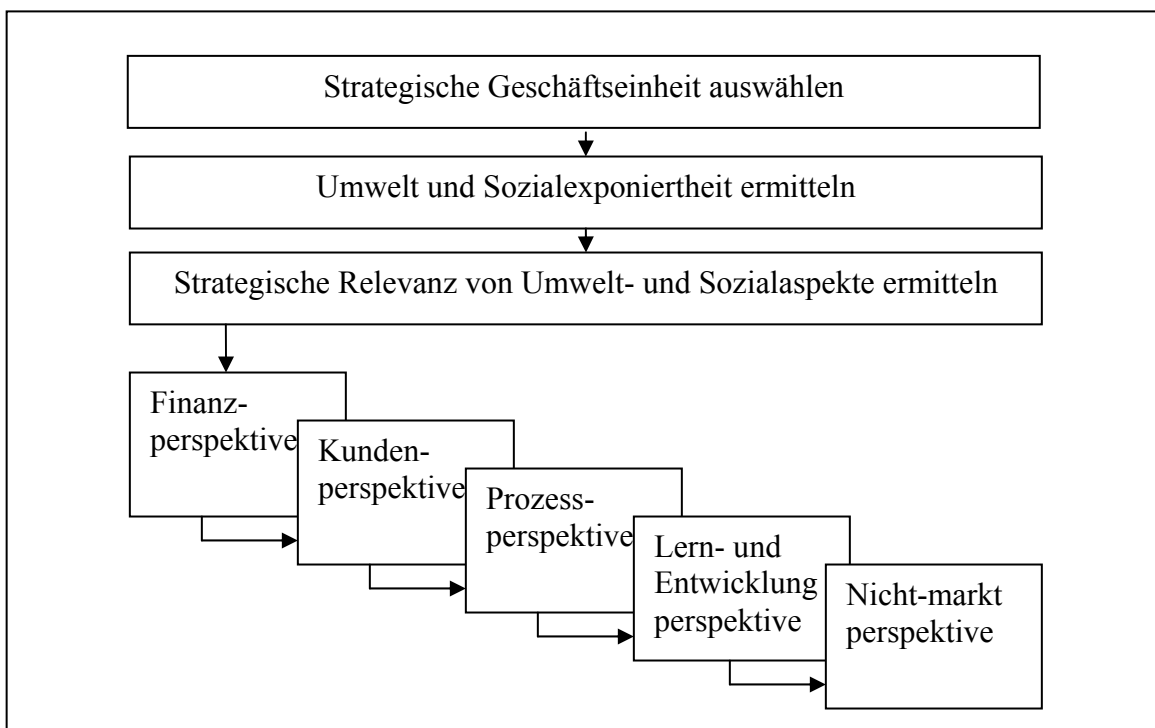 Strategische Geschäftseinheit auswählen
Umwelt und Sozialexponiertheit ermitteln
Strategische Relevanz von Umwelt- und Sozialaspekte ermitteln
Finanz-
perspektive
Kunden-
perspektive
Prozess-
perspektive
Lern- und
Entwicklung
perspektive
Nicht-markt
perspektive